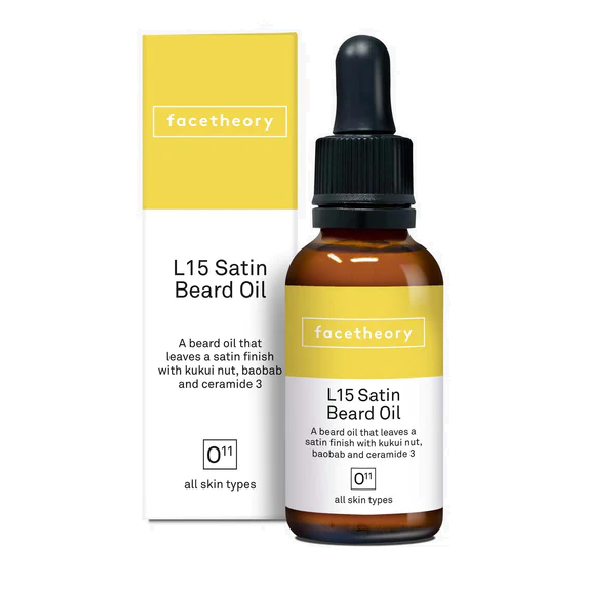 facetheory
L15 Satin
Beard Oil
A beard oil that
leaves a satin finish
with kukui nut, baobab
and ceramide 3
O11
all skin types
facetheory
L15 Satin
Beard Oil
A beard oil that leaves a
satin finish with kukui nut,
baobab and ceramide 3
O11
all skin types